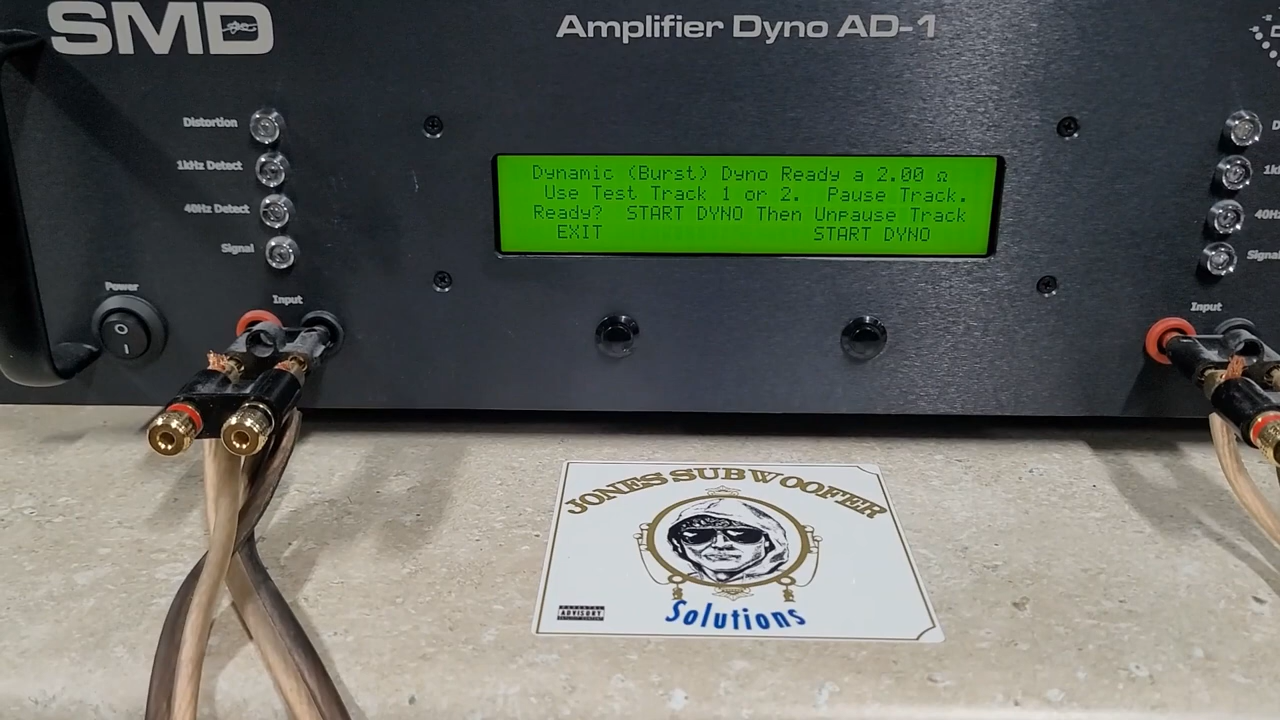 SMD
Amplifier Dyno AD-1
Distortion
1kHz Detect
40Hz Detect
Signal
Power
Input
Dynamic (Burst) Dyno Ready a 2.00 Ω
Use Test Track 1 or 2. Pause Track.
Ready? START DYNO Then Unpause Track
EXIT START DYNO
Input
JONES SUBWOOFER
Solutions
PARENTAL
ADVISORY